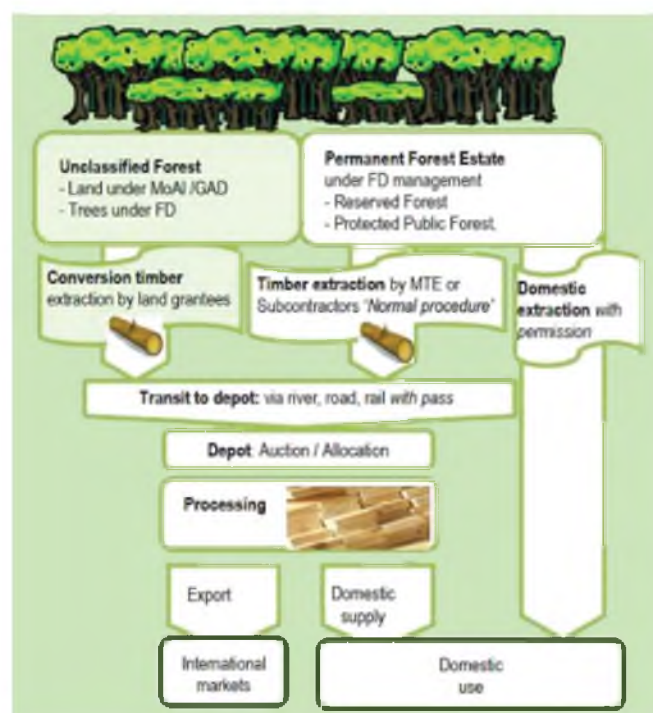 Unclassified Forest
- Land under MoAI /GAD
- Trees under FD
Permanent Forest Estate
under FD management
- Reserved Forest
- Protected Public Forest.
Conversion timber
extraction by land grantees
Timber extraction by MTE or
Subcontractors 'Normal procedure'
Domestic
extraction with
permission
Transit to depot: via river, road, rail with pass
Depot: Auction / Allocation
Processing
Export
Domestic
supply
International
markets
Domestic
use